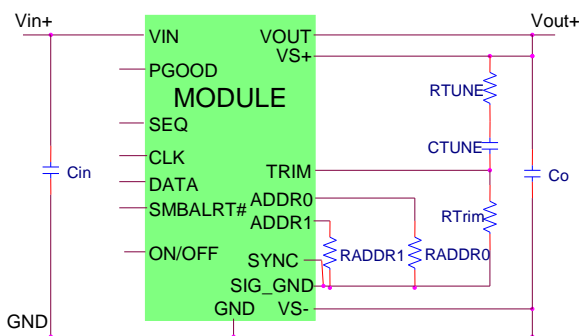 Vin+
Vout+
VIN
VOUT
VS+
PGOOD
RTUNE
MODULE
SEQ
CTUNE
CLK
TRIM
Cin
Co
DATA
ADDR0
SMBALRT#
RTrim
ADDR1
ON/OFF
SYNC
RADDR1
RADDR0
SIG_GND
GND
GND
VS-